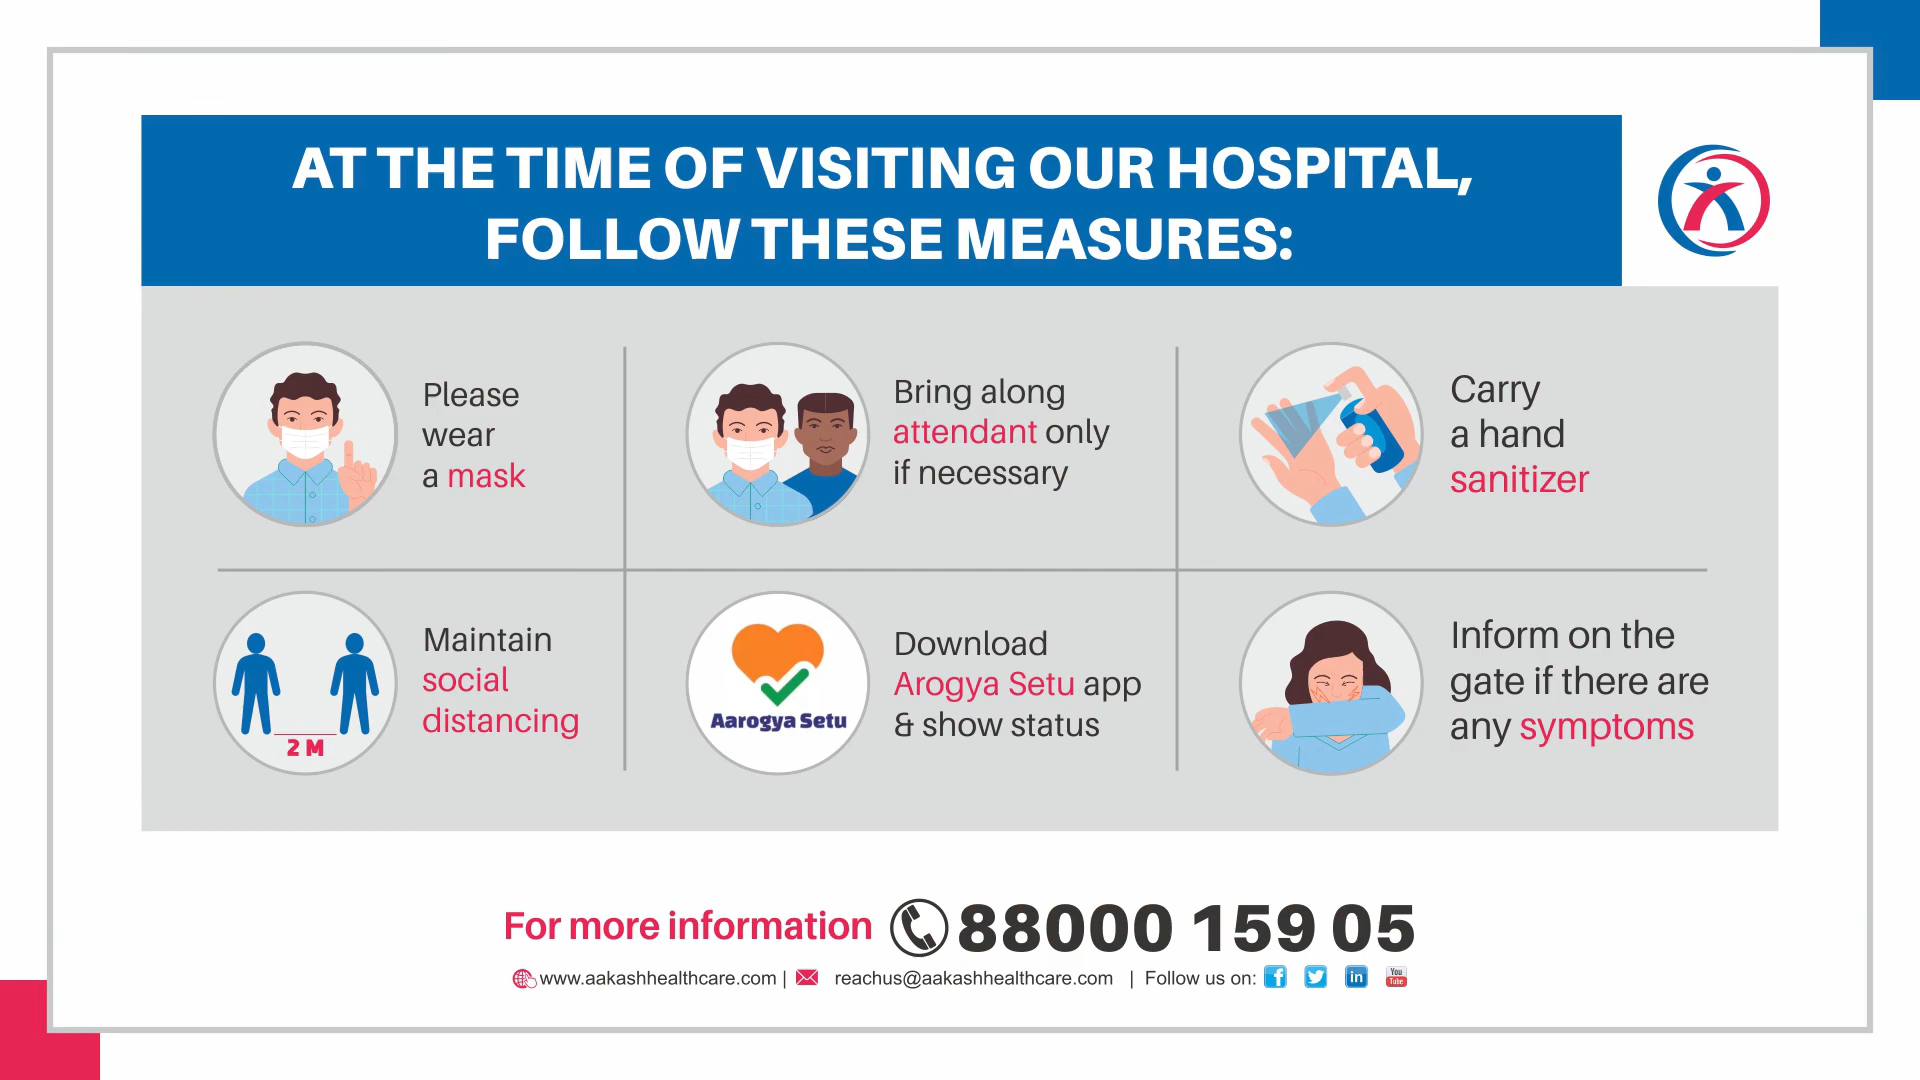 AT THE TIME OF VISITING OUR HOSPITAL,
FOLLOW THESE MEASURES:
Please
wear
a mask
Bring along
attendant only
if necessary
Carry
a hand
sanitizer
2 M
Maintain
social
distancing
Aarogya Setu
Download
Arogya Setu app
& show status
Inform on the
gate if there are
any symptoms
For more information 88000 159 05
www.aakashhealthcare.com | reachus@aakashhealthcare.com | Follow us on: f in You Tube